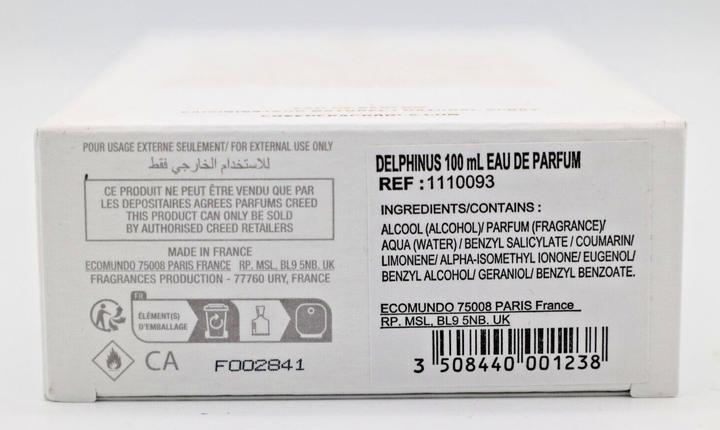 POUR USAGE EXTERNE SEULEMENT/ FOR EXTERNAL USE ONLY
للاستخدام الخارجي فقط
CE PRODUIT NE PEUT ÊTRE VENDU QUE PAR
LES DEPOSITAIRES AGREES PARFUMS CREED
THIS PRODUCT CAN ONLY BE SOLD
BY AUTHORISED CREED RETAILERS
MADE IN FRANCE
ECOMUNDO 75008 PARIS FRANCE RP. MSL, BL9 5NB. UK
FRAGRANCES PRODUCTION - 77760 URY, FRANCE
FR
ÉLÉMENT(S)
D'EMBALLAGE
CA
F002841
DELPHINUS 100 mL EAU DE PARFUM
REF :1110093
INGREDIENTS/CONTAINS :
ALCOOL (ALCOHOL)/ PARFUM (FRAGRANCE)/
AQUA (WATER) / BENZYL SALICYLATE / COUMARIN/
LIMONENE/ ALPHA-ISOMETHYL IONONE/ EUGENOL/
BENZYL ALCOHOL/ GERANIOL/ BENZYL BENZOATE.
ECOMUNDO 75008 PARIS France
RP. MSL, BL9 5NB. UK
3 508440 001238